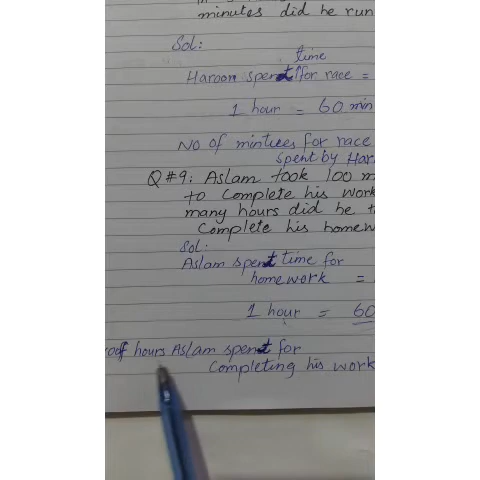 minutes did he run
Sol:
time
Haroon spent for race =
1 hour = 60 min
No of mintues for race
spent by Har
Q#9: Aslam took 100 m
to Complete his work
many hours did he t
Complete his homew
Sol:
Aslam spent time for
homework =
1 hour = 60
of hours Aslam spent for
Completing his work